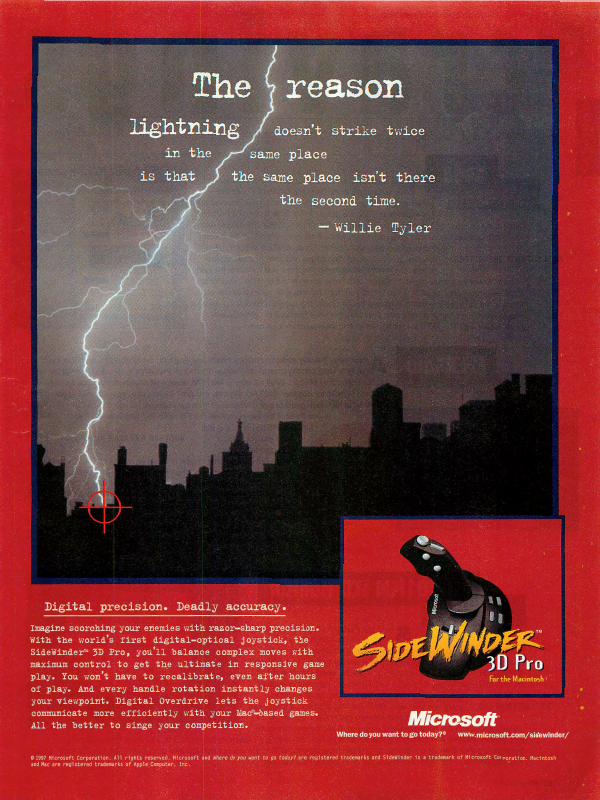 The reason
lightning doesn't strike twice
in the same place
is that the same place isn't there
the second time.
— Willie Tyler
Microsoft
SIDEWINDER™
3D Pro
For the Macintosh
Digital precision. Deadly accuracy.
Imagine scorching your enemies with razor-sharp precision.
With the world's first digital-optical joystick, the
SideWinder™ 3D Pro, you'll balance complex moves with
maximum control to get the ultimate in responsive game
play. You won't have to recalibrate, even after hours
of play. And every handle rotation instantly changes
your viewpoint. Digital Overdrive lets the joystick
communicate more efficiently with your Mac®-based games.
All the better to singe your competition.
Microsoft®
Where do you want to go today?® www.microsoft.com/sidewinder/
© 1997 Microsoft Corporation. All rights reserved. Microsoft and Where do you want to go today? are registered trademarks and SideWinder is a trademark of Microsoft Corporation. Macintosh
and Mac are registered trademarks of Apple Computer, Inc.